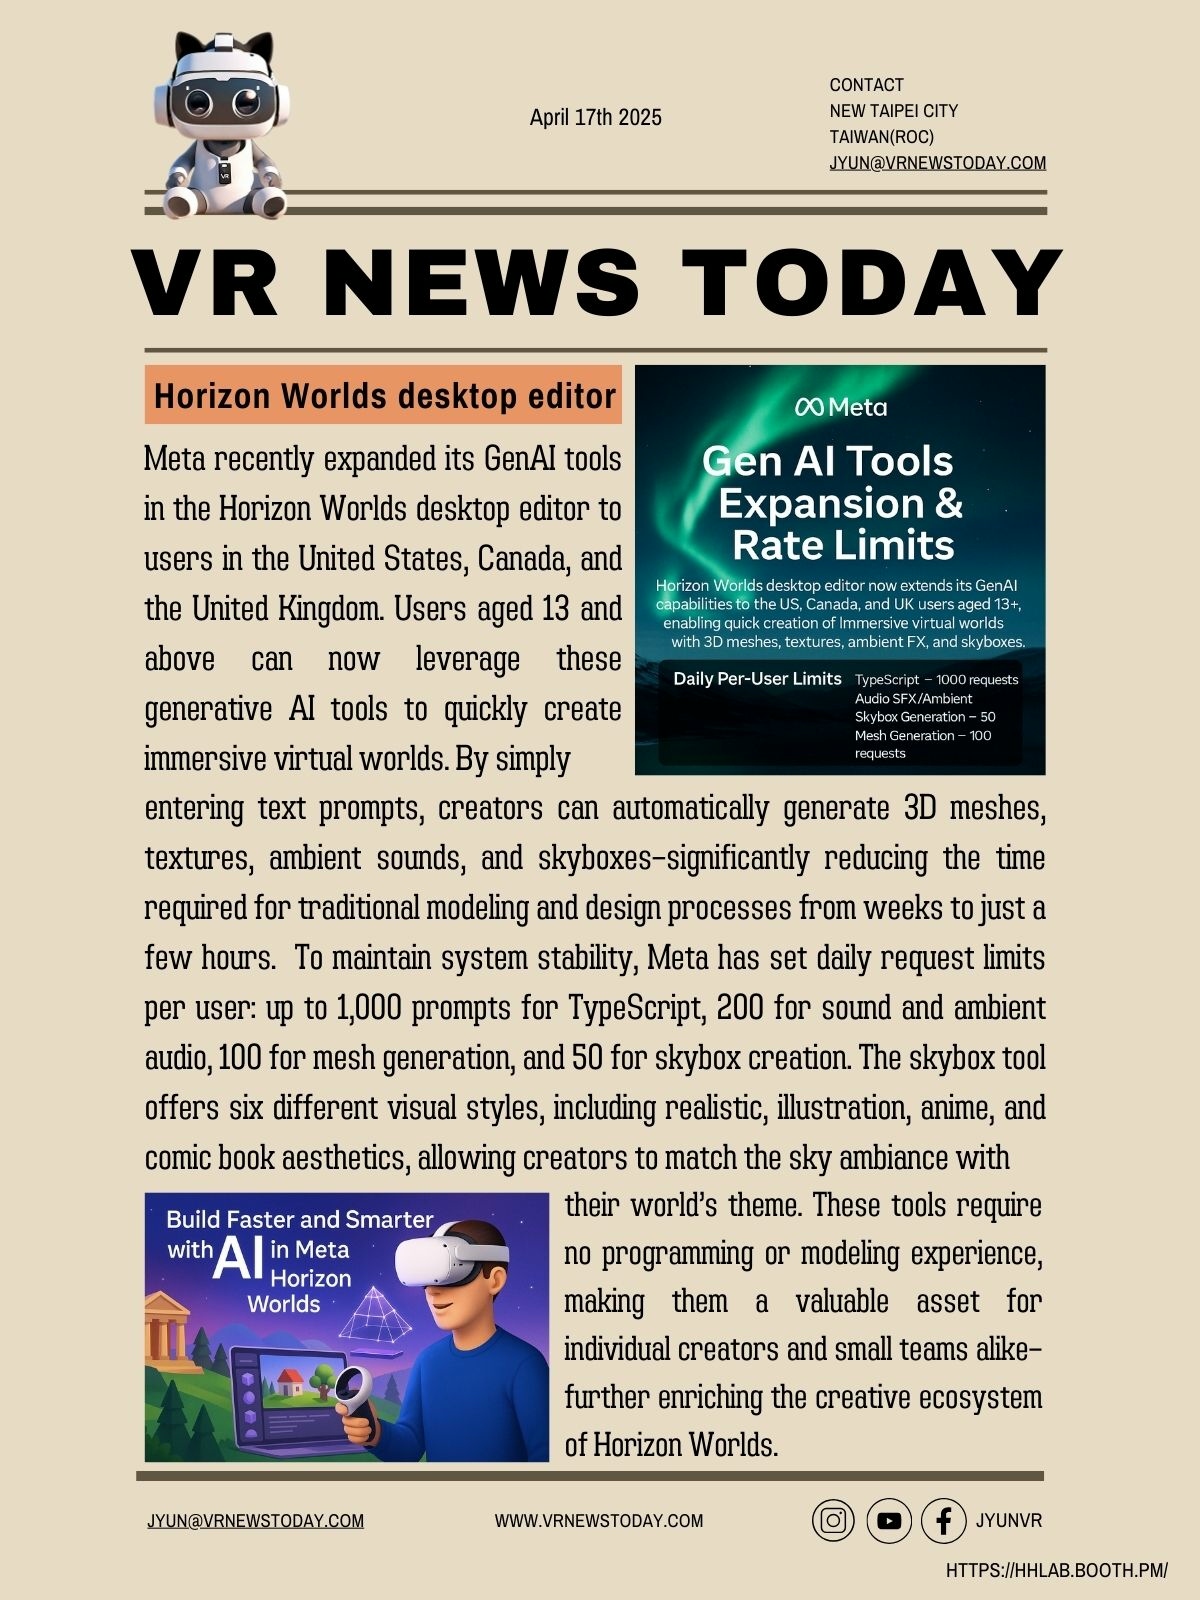 VR
April 17th 2025
CONTACT
NEW TAIPEI CITY
TAIWAN(ROC)
JYUN@VRNEWSTODAY.COM
VR NEWS TODAY
Horizon Worlds desktop editor
Meta recently expanded its GenAI tools
in the Horizon Worlds desktop editor to
users in the United States, Canada, and
the United Kingdom. Users aged 13 and
above can now leverage these
generative AI tools to quickly create
immersive virtual worlds. By simply
Meta
Gen AI Tools
Expansion &
Rate Limits
Horizon Worlds desktop editor now extends its GenAI
capabilities to the US, Canada, and UK users aged 13+,
enabling quick creation of Immersive virtual worlds
with 3D meshes, textures, ambient FX, and skyboxes.
Daily Per-User Limits
TypeScript – 1000 requests
Audio SFX/Ambient
Skybox Generation – 50
Mesh Generation – 100
requests
entering text prompts, creators can automatically generate 3D meshes,
textures, ambient sounds, and skyboxes—significantly reducing the time
required for traditional modeling and design processes from weeks to just a
few hours. To maintain system stability, Meta has set daily request limits
per user: up to 1,000 prompts for TypeScript, 200 for sound and ambient
audio, 100 for mesh generation, and 50 for skybox creation. The skybox tool
offers six different visual styles, including realistic, illustration, anime, and
comic book aesthetics, allowing creators to match the sky ambiance with
Build Faster and Smarter
with AI in Meta
Horizon
Worlds
their world's theme. These tools require
no programming or modeling experience,
making them a valuable asset for
individual creators and small teams alike—
further enriching the creative ecosystem
of Horizon Worlds.
JYUN@VRNEWSTODAY.COM
WWW.VRNEWSTODAY.COM
JYUNVR
HTTPS://HHLAB.BOOTH.PM/